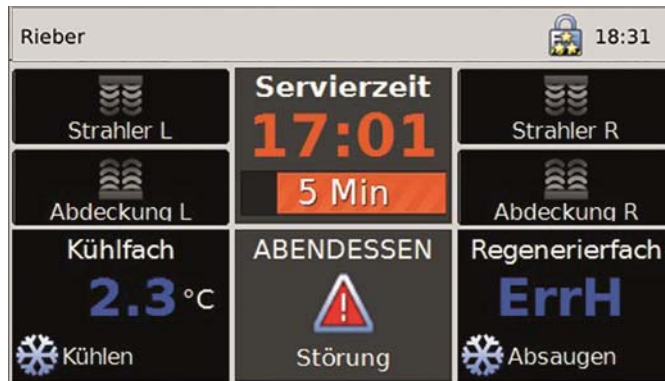 Rieber
18:31
Strahler L
Servierzeit
17:01
5 Min
Strahler R
Abdeckung L
Abdeckung R
Kühlfach
2.3 °C
Kühlen
ABENDESSEN
Störung
Regenerierfach
ErrH
Absaugen